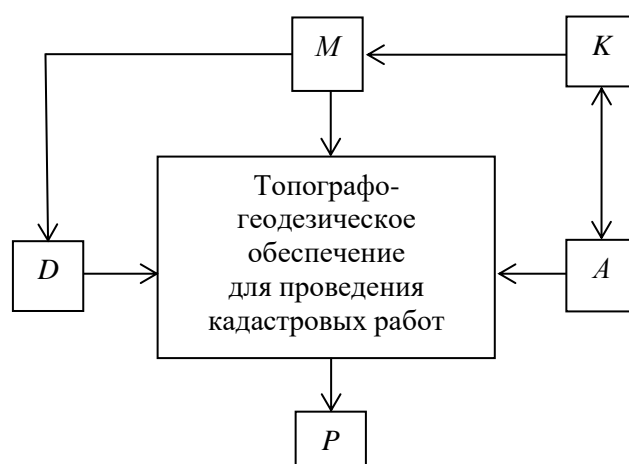 M
K
Топографо-
геодезическое
обеспечение
для проведения
кадастровых работ
D
A
P